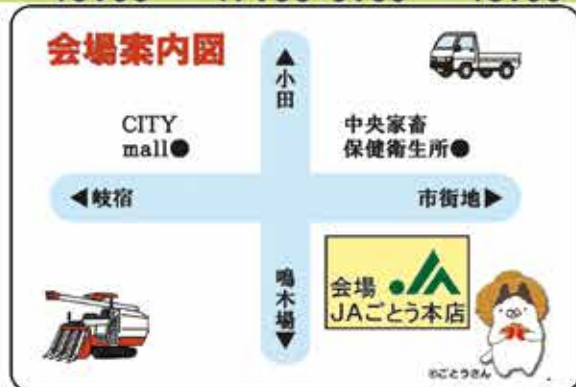 会場案内図
▲小田
CITY
mall●
中央家畜
保健衛生所●
◀岐宿
市街地▶
鳴木場▼
会場 JA
JAごとう本店
©ごとうさん